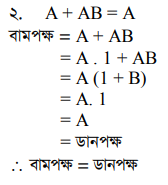 ২. A + AB = A
বামপক্ষ = A + AB
= A . 1 + AB
= A (1 + B)
= A. 1
= A
= ডানপক্ষ
∴ বামপক্ষ = ডানপক্ষ